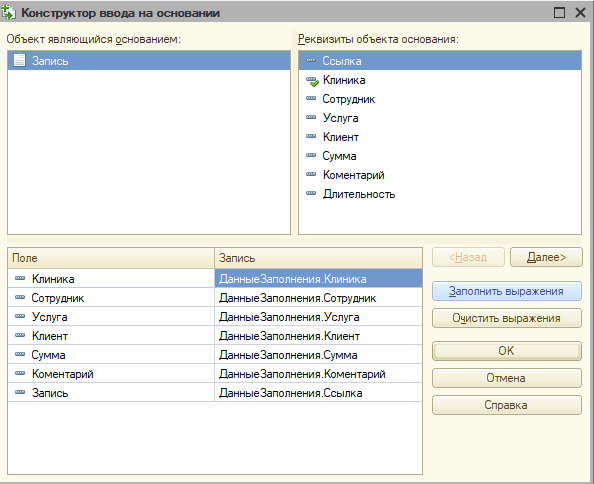 Конструктор ввода на основании
Объект являющийся основанием:
Запись
Реквизиты объекта основания:
Ссылка
Клиника
Сотрудник
Услуга
Клиент
Сумма
Коментарий
Длительность
Поле Запись
Клиника ДанныеЗаполнения.Клиника
Сотрудник ДанныеЗаполнения.Сотрудник
Услуга ДанныеЗаполнения.Услуга
Клиент ДанныеЗаполнения.Клиент
Сумма ДанныеЗаполнения.Сумма
Коментарий ДанныеЗаполнения.Коментарий
Запись ДанныеЗаполнения.Ссылка
<Назад Далее>
Заполнить выражения
Очистить выражения
ОК
Отмена
Справка